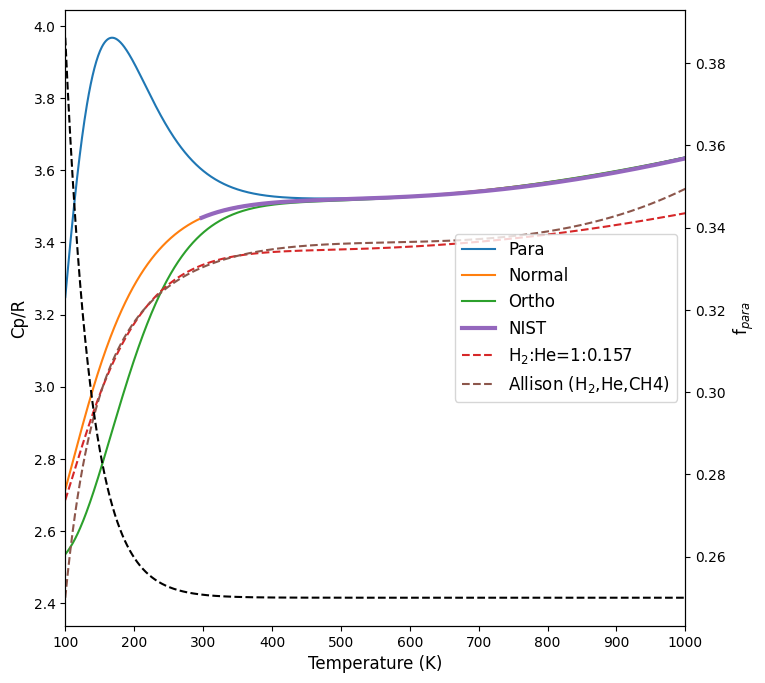 4.0
3.8
3.6
3.4
3.2
3.0
2.8
2.6
2.4
Cp/R
0.38
0.36
0.34
0.32
0.30
0.28
0.26
f_para
Para
Normal
Ortho
NIST
H₂:He=1:0.157
Allison (H₂,He,CH4)
100 200 300 400 500 600 700 800 900 1000
Temperature (K)